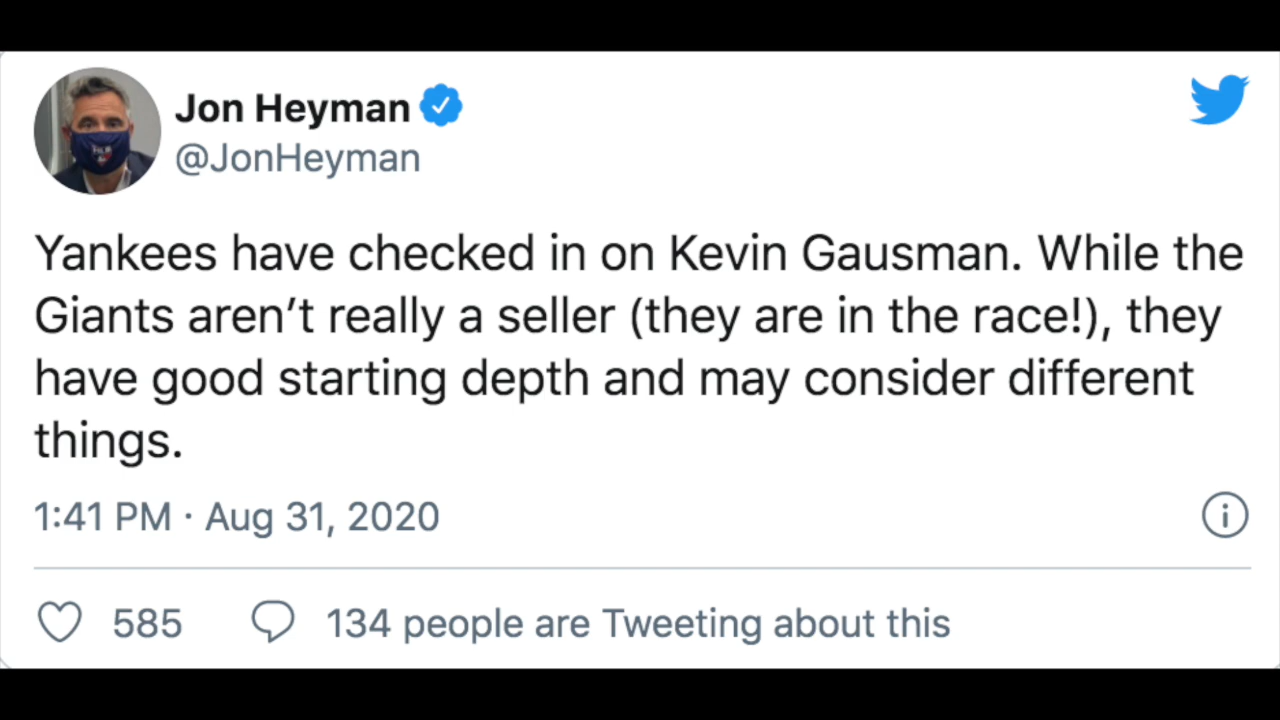 Jon Heyman
@JonHeyman
Yankees have checked in on Kevin Gausman. While the
Giants aren’t really a seller (they are in the race!), they
have good starting depth and may consider different
things.
1:41 PM · Aug 31, 2020
585 134 people are Tweeting about this